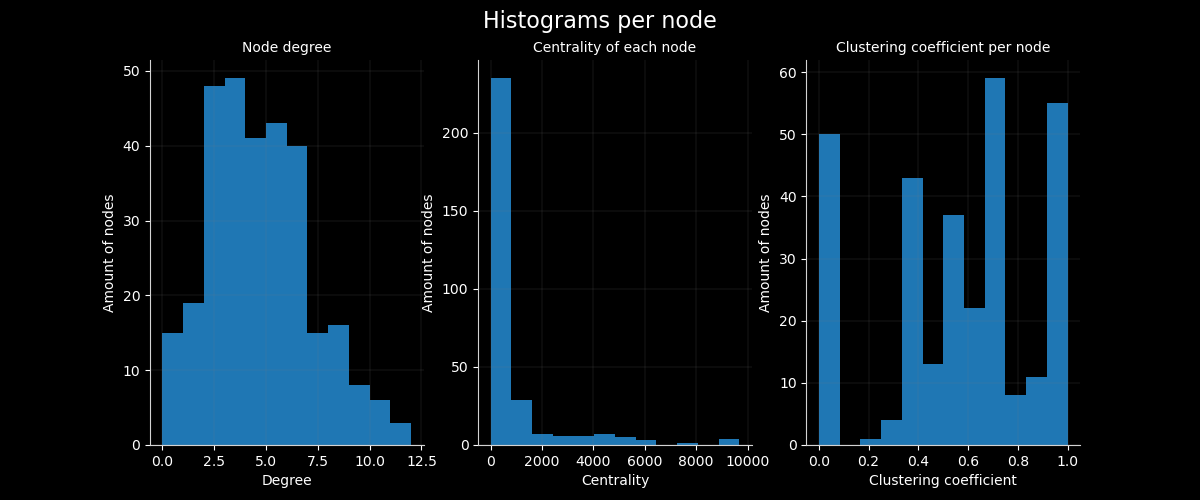 Histograms per node
Node degree
Amount of nodes
50
40
30
20
10
0
0.0 2.5 5.0 7.5 10.0 12.5
Degree
Centrality of each node
Amount of nodes
200
150
100
50
0
0 2000 4000 6000 8000 10000
Centrality
Clustering coefficient per node
Amount of nodes
60
50
40
30
20
10
0
0.0 0.2 0.4 0.6 0.8 1.0
Clustering coefficient